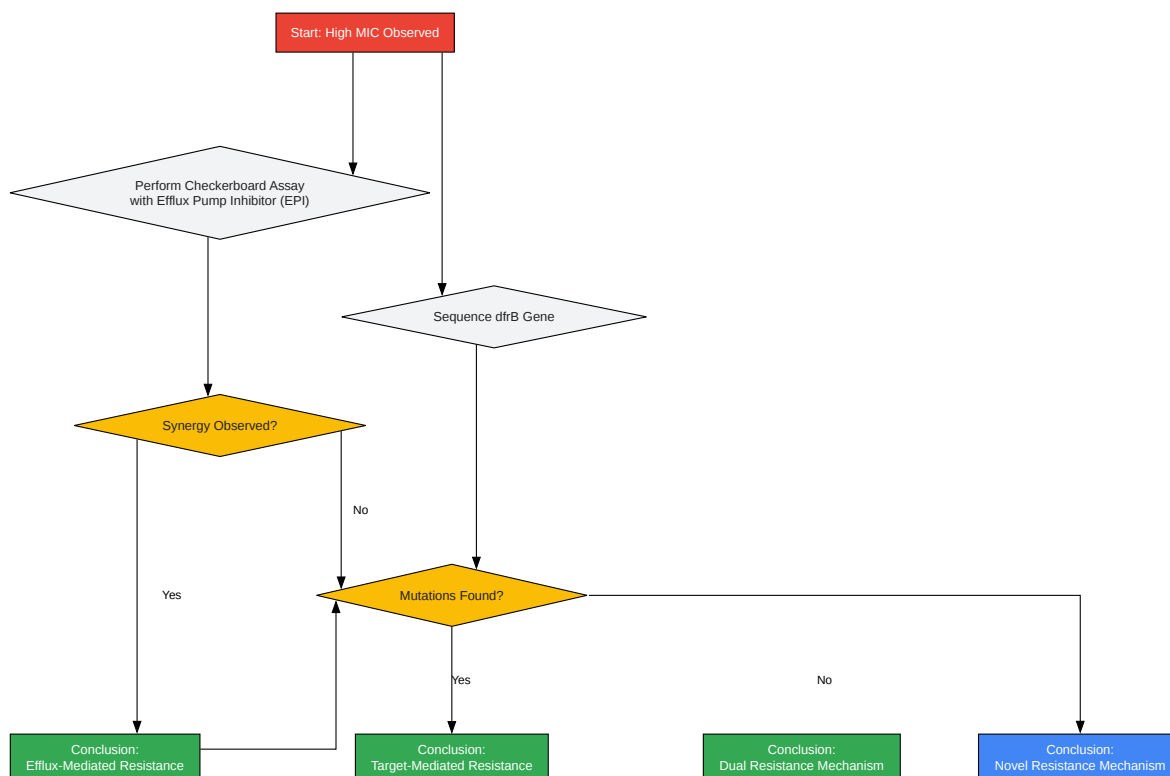 Start: High MIC Observed
Perform Checkerboard Assay
with Efflux Pump Inhibitor (EPI)
Sequence dfrB Gene
Synergy Observed?
No
Yes
Mutations Found?
Yes
No
Conclusion:
Efflux-Mediated Resistance
Conclusion:
Target-Mediated Resistance
Conclusion:
Dual Resistance Mechanism
Conclusion:
Novel Resistance Mechanism